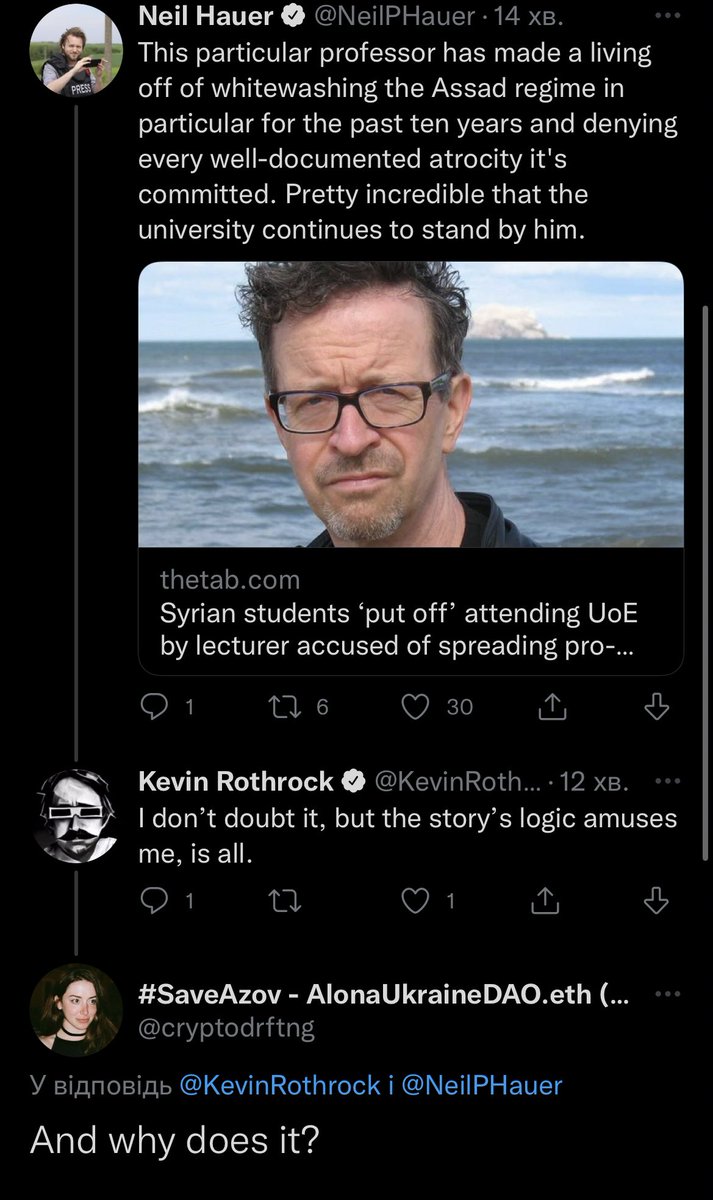 Neil Hauer @NeilPHauer · 14 хв.
This particular professor has made a living
off of whitewashing the Assad regime in
particular for the past ten years and denying
every well-documented atrocity it's
committed. Pretty incredible that the
university continues to stand by him.
PRESS
thetab.com
Syrian students ‘put off’ attending UoE
by lecturer accused of spreading pro-...
1 6 30
Kevin Rothrock @KevinRoth... · 12 хв.
I don’t doubt it, but the story’s logic amuses
me, is all.
1 1
#SaveAzov - AlonaUkraineDAO.eth (...
@cryptodrftng
У відповідь @KevinRothrock і @NeilPHauer
And why does it?